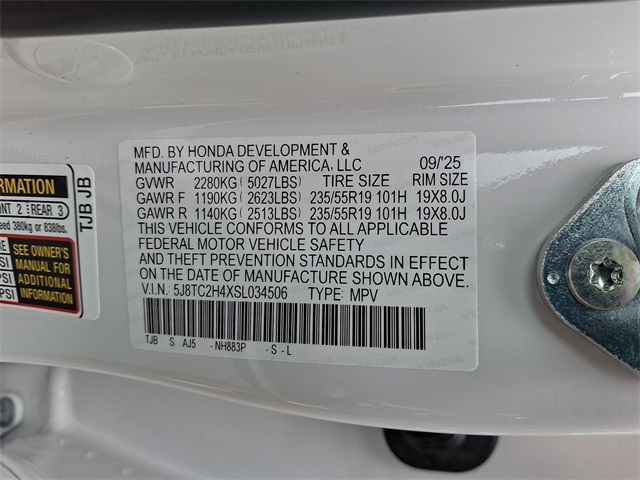 MFD. BY HONDA DEVELOPMENT &
MANUFACTURING OF AMERICA, LLC 09/'25
GVWR 2280KG (5027LBS) TIRE SIZE RIM SIZE
GAWR F 1190KG (2623LBS) 235/55R19 101H 19X8.0J
GAWR R 1140KG (2513LBS) 235/55R19 101H 19X8.0J
THIS VEHICLE CONFORMS TO ALL APPLICABLE
FEDERAL MOTOR VEHICLE SAFETY
AND THEFT PREVENTION STANDARDS IN EFFECT
ON THE DATE OF MANUFACTURE SHOWN ABOVE.
V.I.N.: 5J8TC2H4XSL034506 TYPE: MPV
TJB S AJ5 -NH883P -S-L
2 REAR 3
380kg or 838lbs.
SEE OWNER'S
MANUAL FOR
ADDITIONAL
INFORMATION
PSI
TJB JB